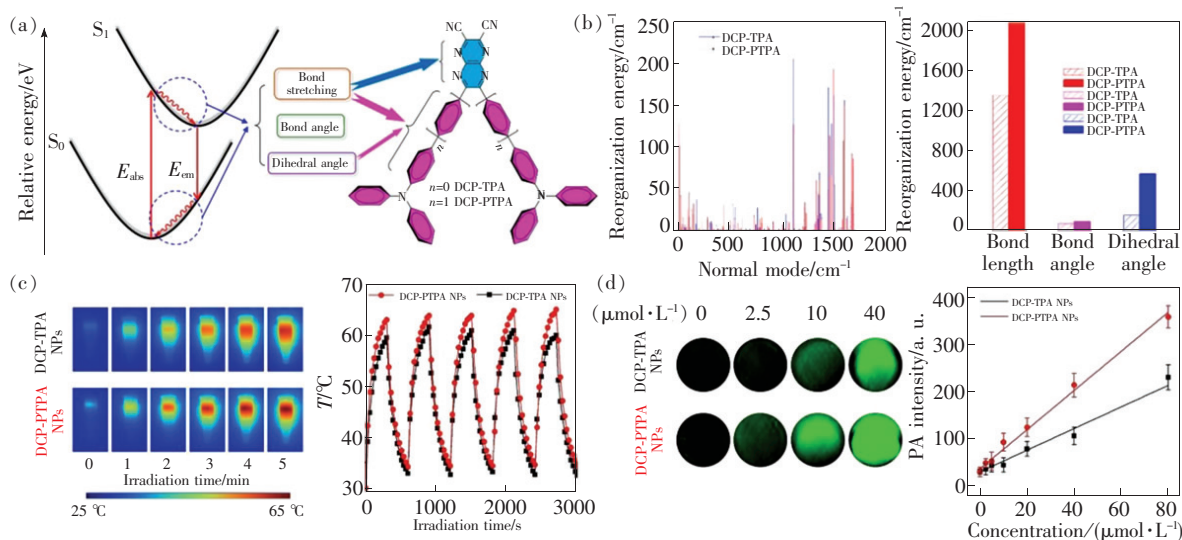 (a)
Relative energy/eV
S₁
S₀
E_abs
E_em
Bond
stretching
Bond angle
Dihedral angle
NC
CN
N
N
N
N
n
n
N
N
n=0 DCP-TPA
n=1 DCP-PTPA
(b)
Reorganization energy/cm⁻¹
250
200
150
100
50
0
DCP-TPA
DCP-PTPA
0
500
1000
1500
2000
Normal mode/cm⁻¹
Reorganization energy/cm⁻¹
2000
1600
1200
800
400
0
DCP-TPA
DCP-PTPA
DCP-TPA
DCP-PTPA
DCP-TPA
DCP-PTPA
Bond
length
Bond
angle
Dihedral
angle
(c)
DCP-TPA
NPs
DCP-PTPA
NPs
0 1 2 3 4 5
Irradiation time/min
25 ℃
65 ℃
T/℃
70
60
50
40
30
DCP-PTPA NPs
DCP-TPA NPs
0
1000
2000
3000
Irradiation time/s
(d)
(μmol·L⁻¹) 0 2.5 10 40
DCP-TPA
NPs
DCP-PTPA
NPs
PA intensity/a. u.
400
300
200
100
0
DCP-TPA NPs
DCP-PTPA NPs
0 20 40 60 80
Concentration/(μmol·L⁻¹)